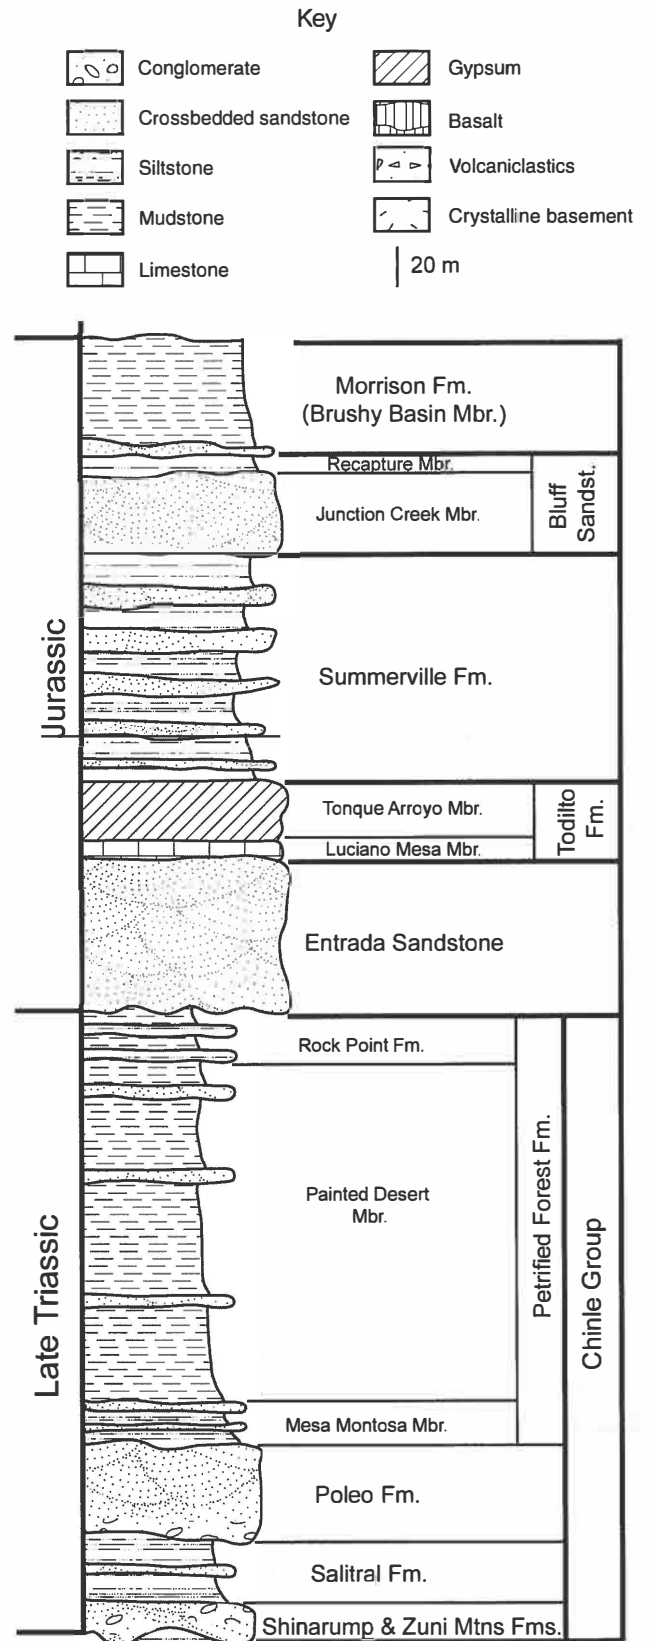 Key
Conglomerate
Crossbedded sandstone
Siltstone
Mudstone
Limestone
Gypsum
Basalt
Volcaniclastics
Crystalline basement
20 m
Jurassic
Morrison Fm.
(Brushy Basin Mbr.)
Recapture Mbr.
Junction Creek Mbr.
Bluff
Sandst.
Summerville Fm.
Tonque Arroyo Mbr.
Luciano Mesa Mbr.
Todilto
Fm.
Entrada Sandstone
Late Triassic
Rock Point Fm.
Painted Desert
Mbr.
Mesa Montosa Mbr.
Petrified Forest Fm.
Chinle Group
Poleo Fm.
Salitral Fm.
Shinarump & Zuni Mtns Fms.